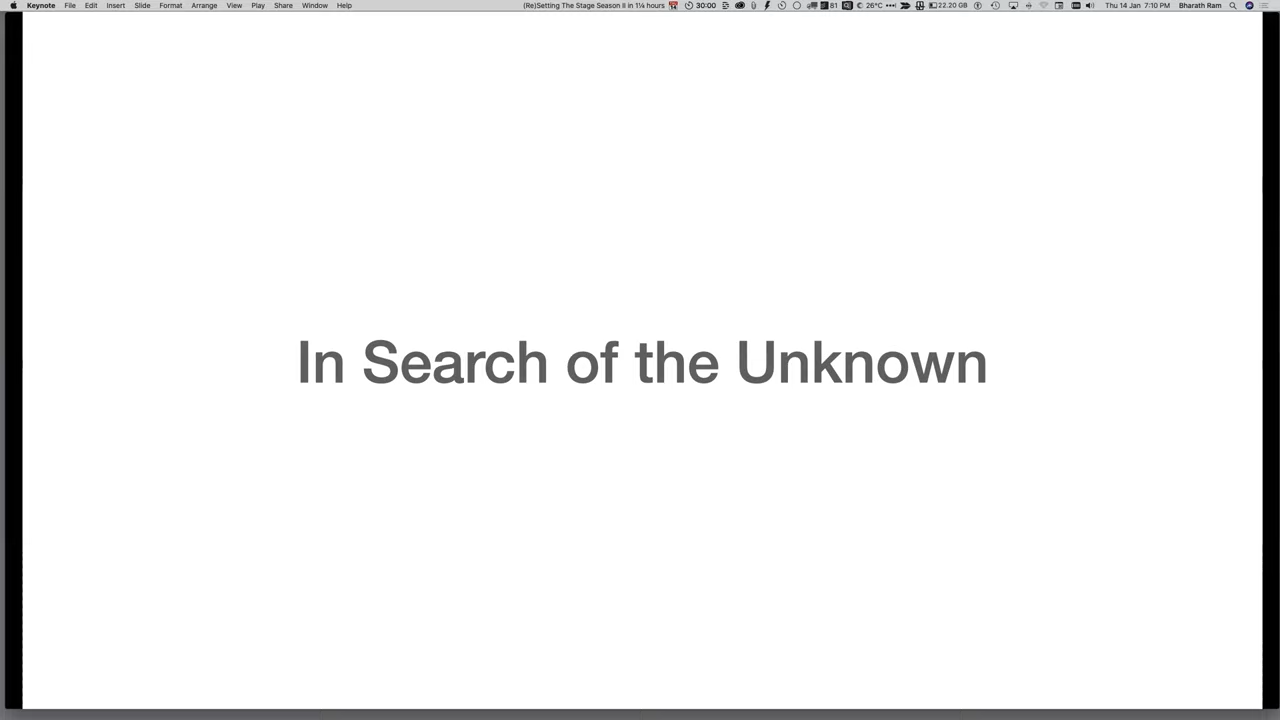 Keynote File Edit Insert Slide Format Arrange View Play Share Window Help (Re)Setting The Stage Season II in 1¼ hours 30:00 81 26°C 22.20 GB Thu 14 Jan 7:10 PM Bharath Ram
In Search of the Unknown